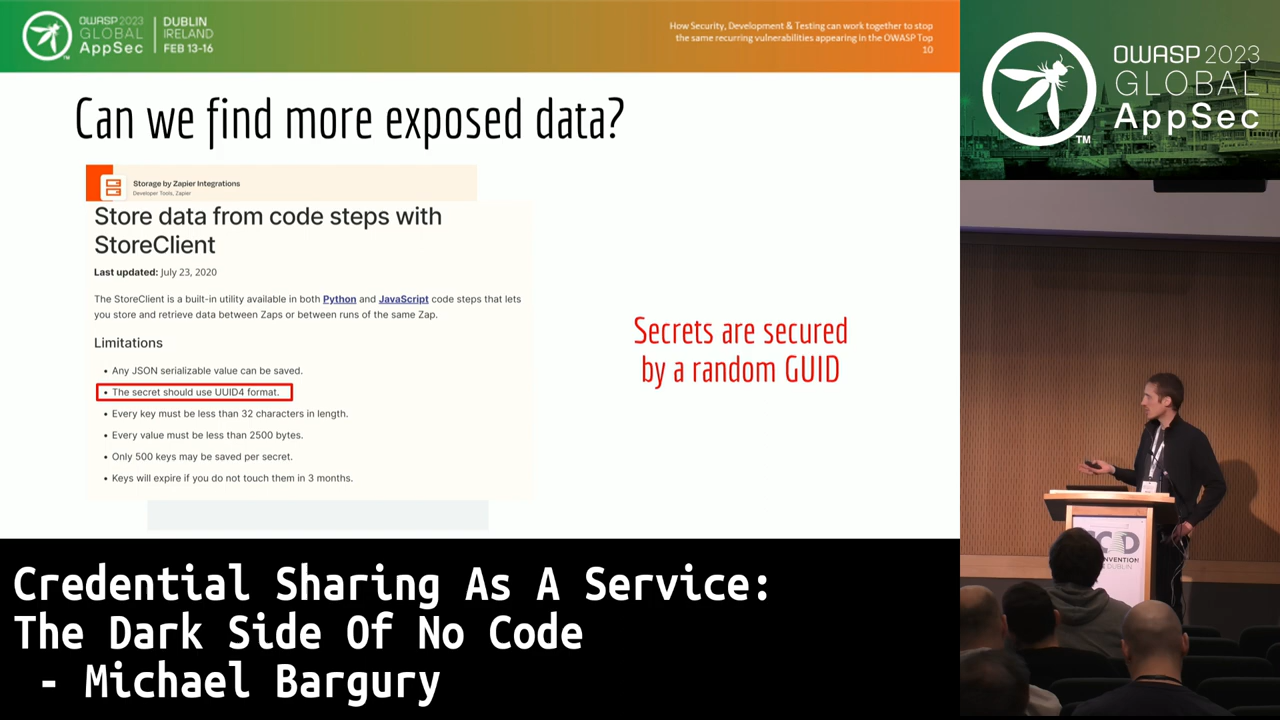 OWASP 2023
GLOBAL
AppSec
DUBLIN
IRELAND
FEB 13-16
How Security, Development & Testing can work together to stop
the same recurring vulnerabilities appearing in the OWASP Top
10
Can we find more exposed data?
Storage by Zapier Integrations
Developer Tools, Zapier
Store data from code steps with
StoreClient
Last updated: July 23, 2020
The StoreClient is a built-in utility available in both Python and JavaScript code steps that lets
you store and retrieve data between Zaps or between runs of the same Zap.
Limitations
• Any JSON serializable value can be saved.
• The secret should use UUID4 format.
• Every key must be less than 32 characters in length.
• Every value must be less than 2500 bytes.
• Only 500 keys may be saved per secret.
• Keys will expire if you do not touch them in 3 months.
Secrets are secured
by a random GUID
OWASP 2023
GLOBAL
AppSec
TM
DUBLIN
Credential Sharing As A Service:
The Dark Side Of No Code
- Michael Bargury